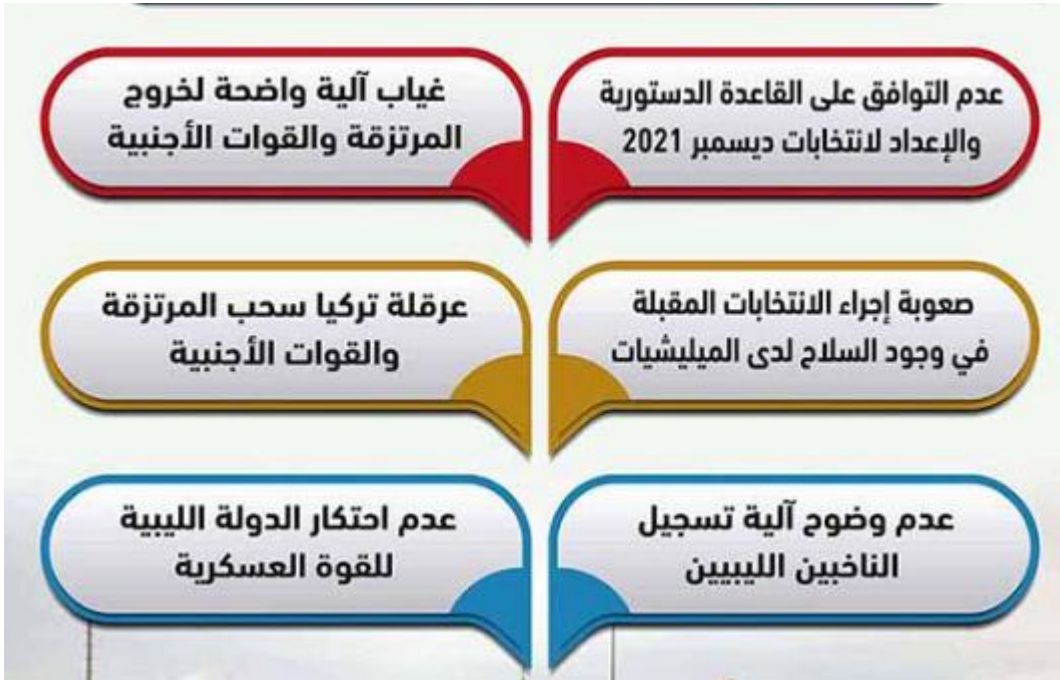 عدم التوافق على القاعدة الدستورية
والإعداد لانتخابات ديسمبر 2021
غياب آلية واضحة لخروج
المرتزقة والقوات الأجنبية
صعوبة إجراء الانتخابات المقبلة
في وجود السلاح لدى الميليشيات
عرقلة تركيا سحب المرتزقة
والقوات الأجنبية
عدم وضوح آلية تسجيل
الناخبين الليبيين
عدم احتكار الدولة الليبية
للقوة العسكرية